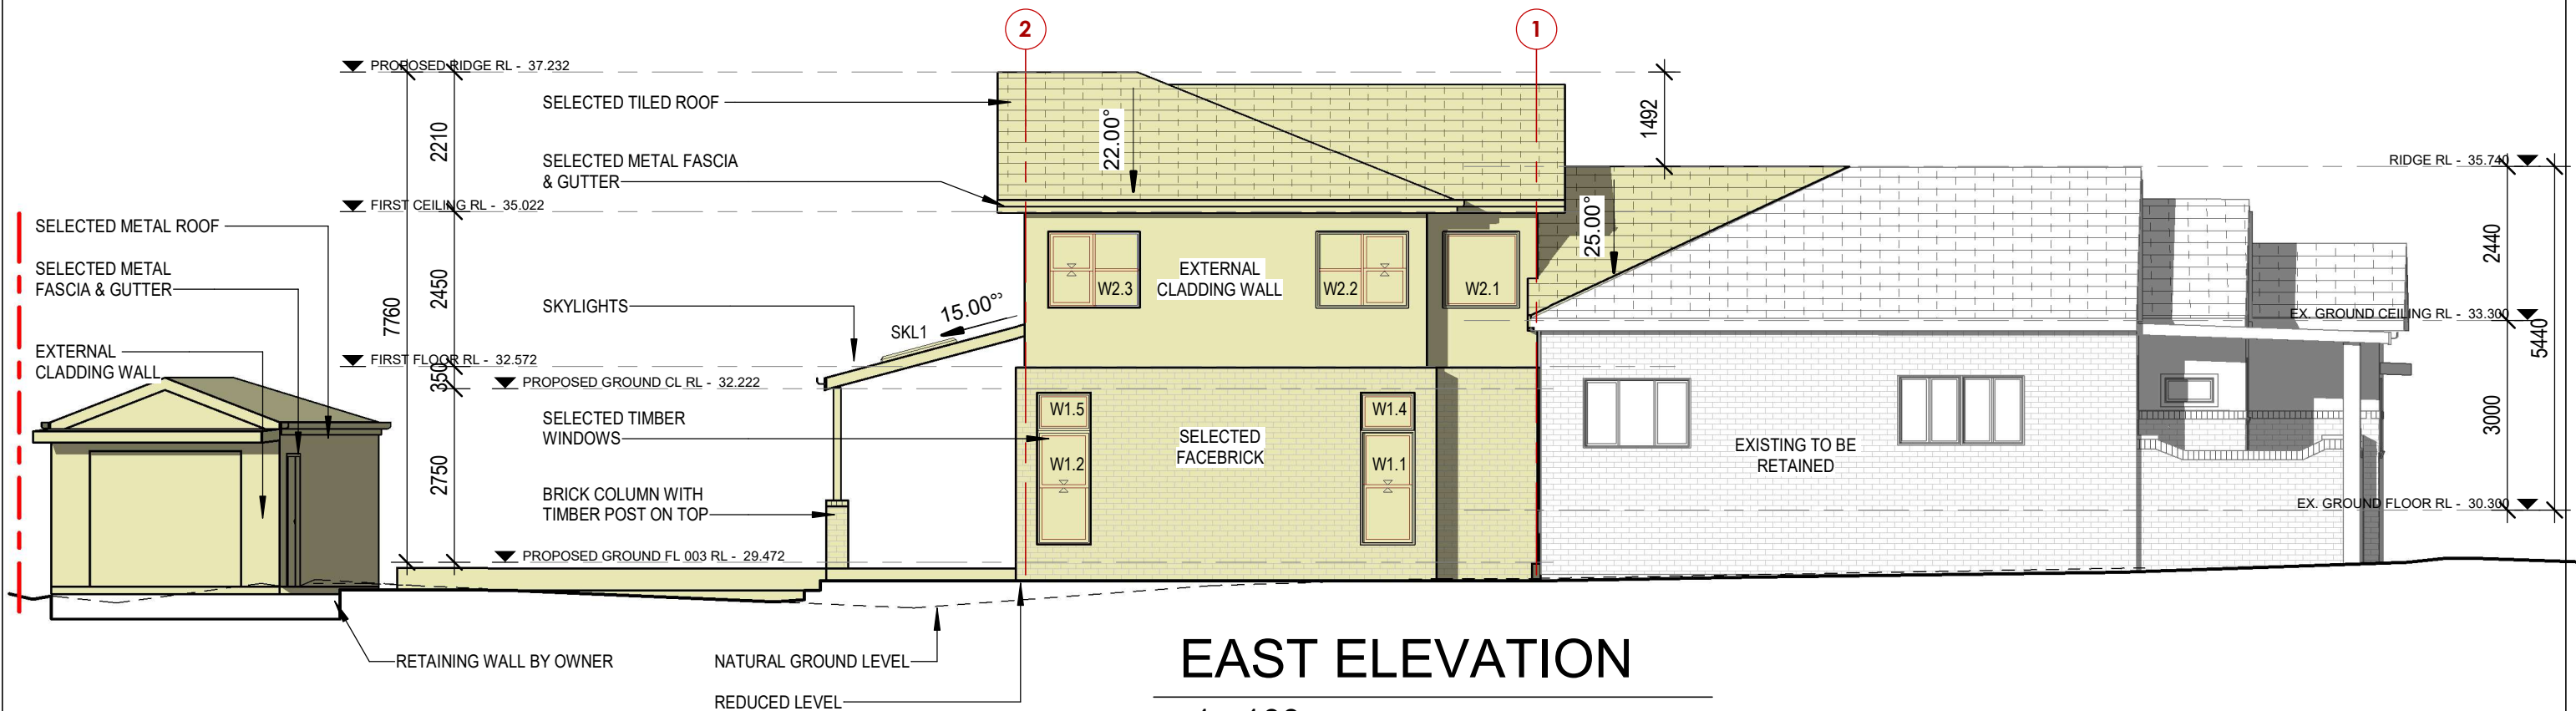 2
1
PROPOSED RIDGE RL - 37.232
SELECTED TILED ROOF
2210
22.00°
1492
SELECTED METAL FASCIA
& GUTTER
RIDGE RL - 35.740
FIRST CEILING RL - 35.022
SELECTED METAL ROOF
SELECTED METAL
FASCIA & GUTTER
EXTERNAL
CLADDING WALL
7760
2450
SKYLIGHTS
SKL1
15.00°
W2.3
EXTERNAL
CLADDING WALL
W2.2
W2.1
25.00°
2440
EX. GROUND CEILING RL - 33.300
5440
FIRST FLOOR RL - 32.572
350
PROPOSED GROUND CL RL - 32.222
SELECTED TIMBER
WINDOWS
W1.5
W1.2
SELECTED
FACEBRICK
W1.4
W1.1
EXISTING TO BE
RETAINED
3000
2750
BRICK COLUMN WITH
TIMBER POST ON TOP
EX. GROUND FLOOR RL - 30.300
PROPOSED GROUND FL 003 RL - 29.472
RETAINING WALL BY OWNER
NATURAL GROUND LEVEL
REDUCED LEVEL
EAST ELEVATION